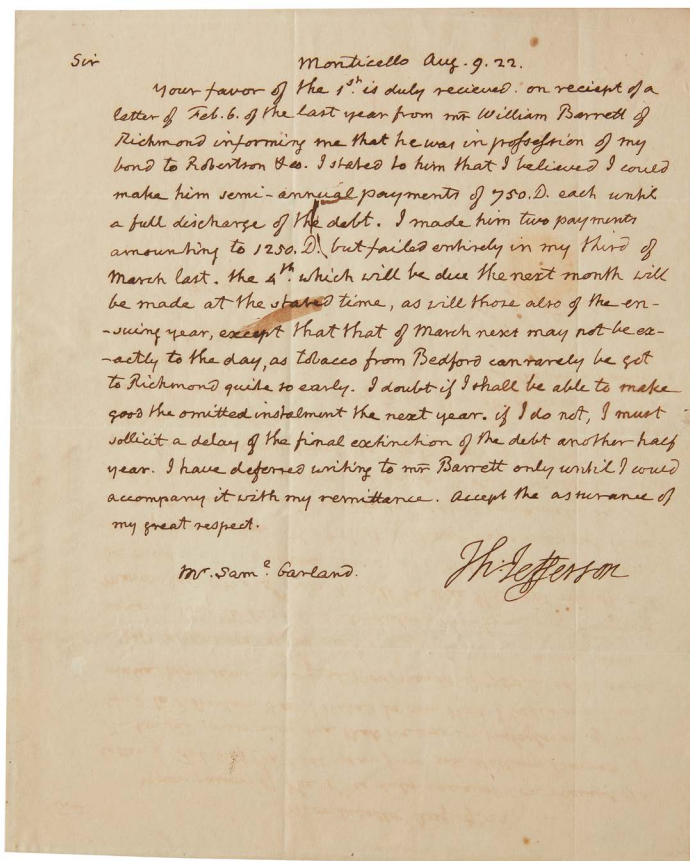 Sir Monticello Aug. 9. 22.
Your favor of the 1st. is duly recieved. on reciept of a
letter of Feb. 6. of the last year from mr William Barrett of
Richmond informing me that he was in possession of my
bond to Robertson & co. I stated to him that I believed I could
make him semi-annual payments of 750. D. each until
a full discharge of the debt. I made him two payments
amounting to 1250. D. but failed entirely in my third of
March last. the 4th. which will be due the next month will
be made at the stated time, as will those also of the en-
-suing year, except that that of March next may not be ex-
-actly to the day, as tobacco from Bedford can rarely be got
to Richmond quite so early. I doubt if I shall be able to make
good the omitted instalment the next year. if I do not, I must
sollicit a delay of the final extinction of the debt another half
year. I have deferred writing to mr Barrett only until I could
accompany it with my remittance. Accept the assurance of
my great respect.
Th: Jefferson
Mr. Saml. Garland.